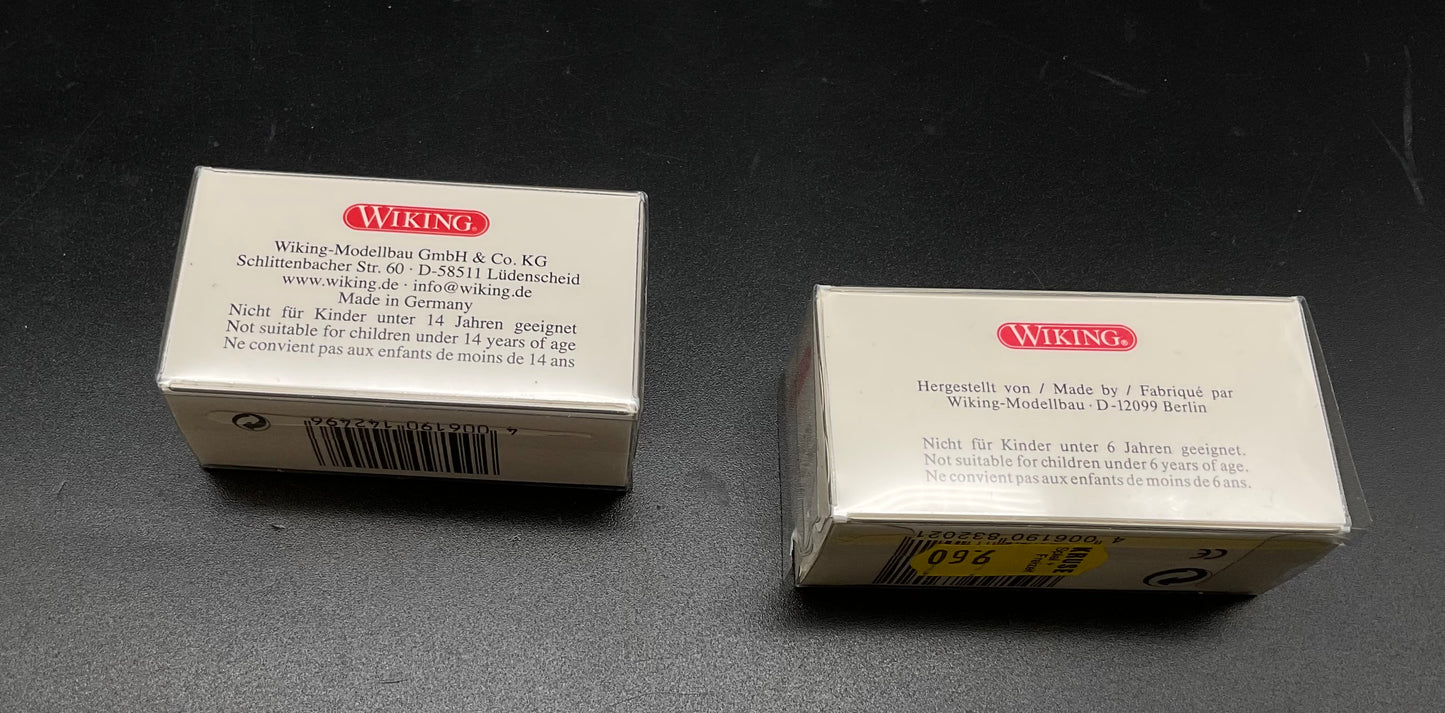 WIKING®
Wiking-Modellbau GmbH & Co. KG
Schlittenbacher Str. 60 · D-58511 Lüdenscheid
www.wiking.de · info@wiking.de
Made in Germany
Nicht für Kinder unter 14 Jahren geeignet
Not suitable for children under 14 years of age
Ne convient pas aux enfants de moins de 14 ans
4 006190 142496
WIKING®
Hergestellt von / Made by / Fabriqué par
Wiking-Modellbau · D-12099 Berlin
Nicht für Kinder unter 6 Jahren geeignet.
Not suitable for children under 6 years of age.
Ne convient pas aux enfants de moins de 6 ans.
4 006190 832021
KRUSE
9.60
CE